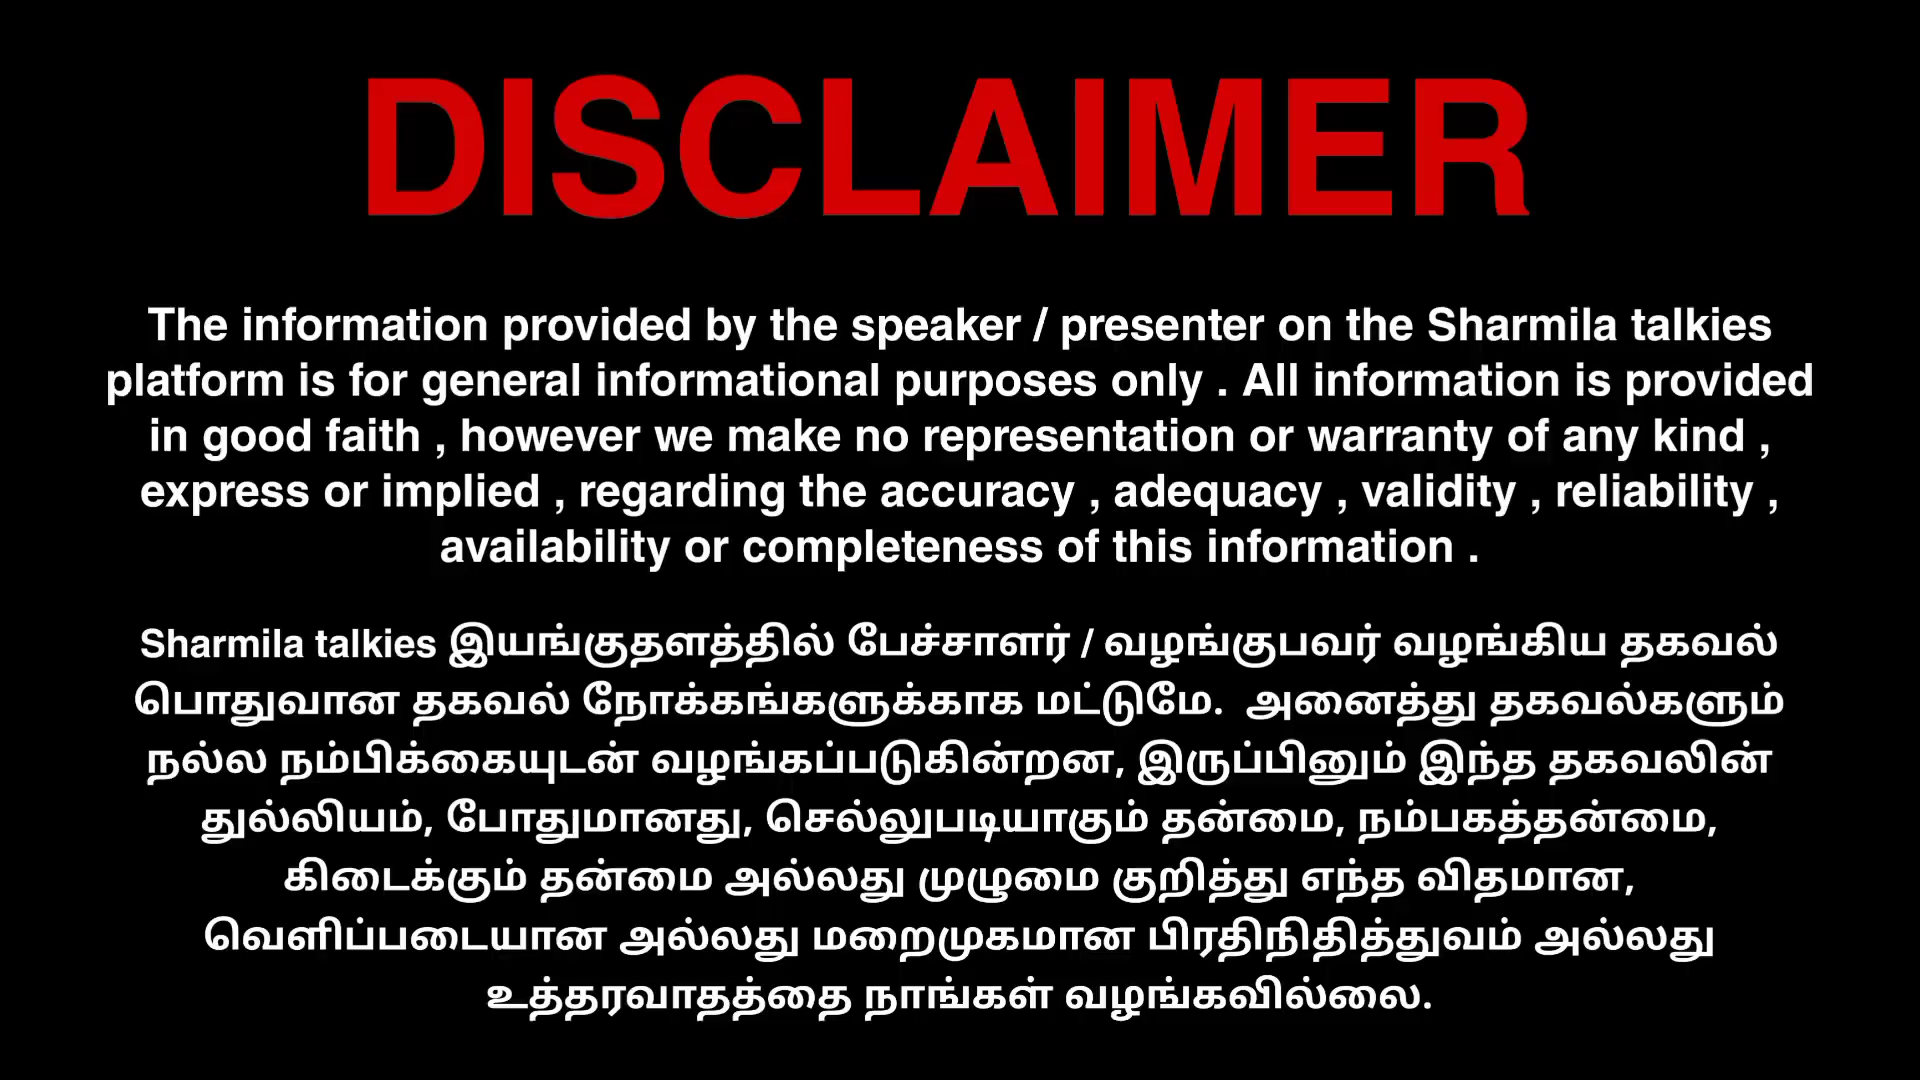 DISCLAIMER
The information provided by the speaker / presenter on the Sharmila talkies
platform is for general informational purposes only . All information is provided
in good faith , however we make no representation or warranty of any kind ,
express or implied , regarding the accuracy , adequacy , validity , reliability ,
availability or completeness of this information .
Sharmila talkies இயங்குதளத்தில் பேச்சாளர் / வழங்குபவர் வழங்கிய தகவல்
பொதுவான தகவல் நோக்கங்களுக்காக மட்டுமே.  அனைத்து தகவல்களும்
நல்ல நம்பிக்கையுடன் வழங்கப்படுகின்றன, இருப்பினும் இந்த தகவலின்
துல்லியம், போதுமானது, செல்லுபடியாகும் தன்மை, நம்பகத்தன்மை,
கிடைக்கும் தன்மை அல்லது முழுமை குறித்து எந்த விதமான,
வெளிப்படையான அல்லது மறைமுகமான பிரதிநிதித்துவம் அல்லது
உத்தரவாதத்தை நாங்கள் வழங்கவில்லை.